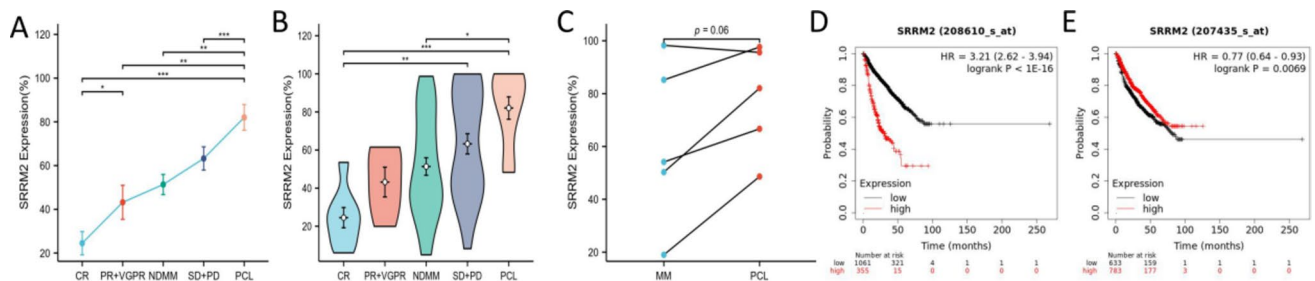 A
SRRM2 Expression(%)
120
100
80
60
40
20
***
**
**
***
*
CR
PR+VGPR
NDMM
SD+PD
PCL
B
SRRM2 Expression(%)
120
100
80
60
40
20
*
***
**
CR
PR+VGPR
NDMM
SD+PD
PCL
C
SRRM2 Expression(%)
100
80
60
40
20
p = 0.06
MM
PCL
D
SRRM2 (208610_s_at)
HR = 3.21 (2.62 - 3.94)
logrank P < 1E-16
Probability
1.0
0.8
0.6
0.4
0.2
0.0
Expression
low
high
0 50 100 150 200 250
Time (months)
Number at risk
low 1061 321 4 1 1 1
high 355 15 0 0 0 0
E
SRRM2 (207435_s_at)
HR = 0.77 (0.64 - 0.93)
logrank P = 0.0069
Probability
1.0
0.8
0.6
0.4
0.2
0.0
Expression
low
high
0 50 100 150 200 250
Time (months)
Number at risk
low 633 159 1 1 1 1
high 783 177 3 0 0 0